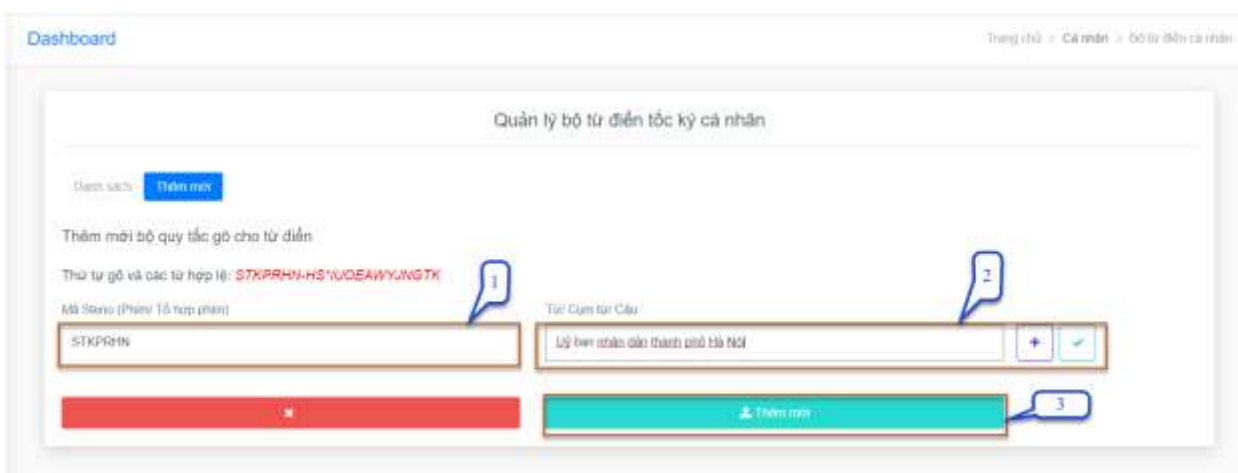 Dashboard
Trang chủ > Cá nhân > Bộ từ điển cá nhân
Quản lý bộ từ điển tốc ký cá nhân
Danh sách Thêm mới
Thêm mới bộ quy tắc gõ cho từ điển
Thứ tự gõ và các từ hợp lệ: STKPRHN-HS*IUOEAWYJNGTK
1
2
Mã Steno (Phím/ Tổ hợp phím)
Từ/ Cụm từ/ Câu
STKPRHN
Uỷ ban nhân dân thành phố Hà Nội
Thêm mới
3